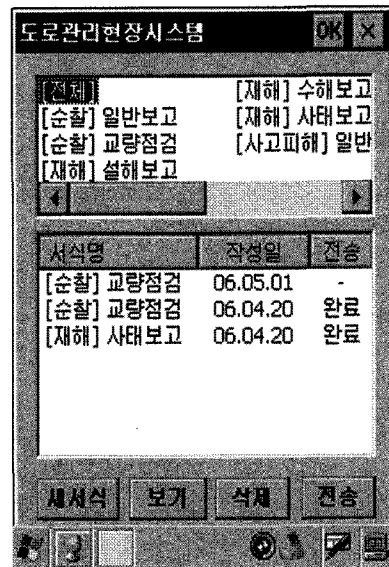 도로관리현장시스템 OK ×
[전체] [재해] 수해보고
[순찰] 일반보고 [재해] 사태보고
[순찰] 교량점검 [사고피해] 일반
[재해] 설해보고
서식명 작성일 전송
[순찰] 교량점검 06.05.01 -
[순찰] 교량점검 06.04.20 완료
[재해] 사태보고 06.04.20 완료
새서식 보기 삭제 전송